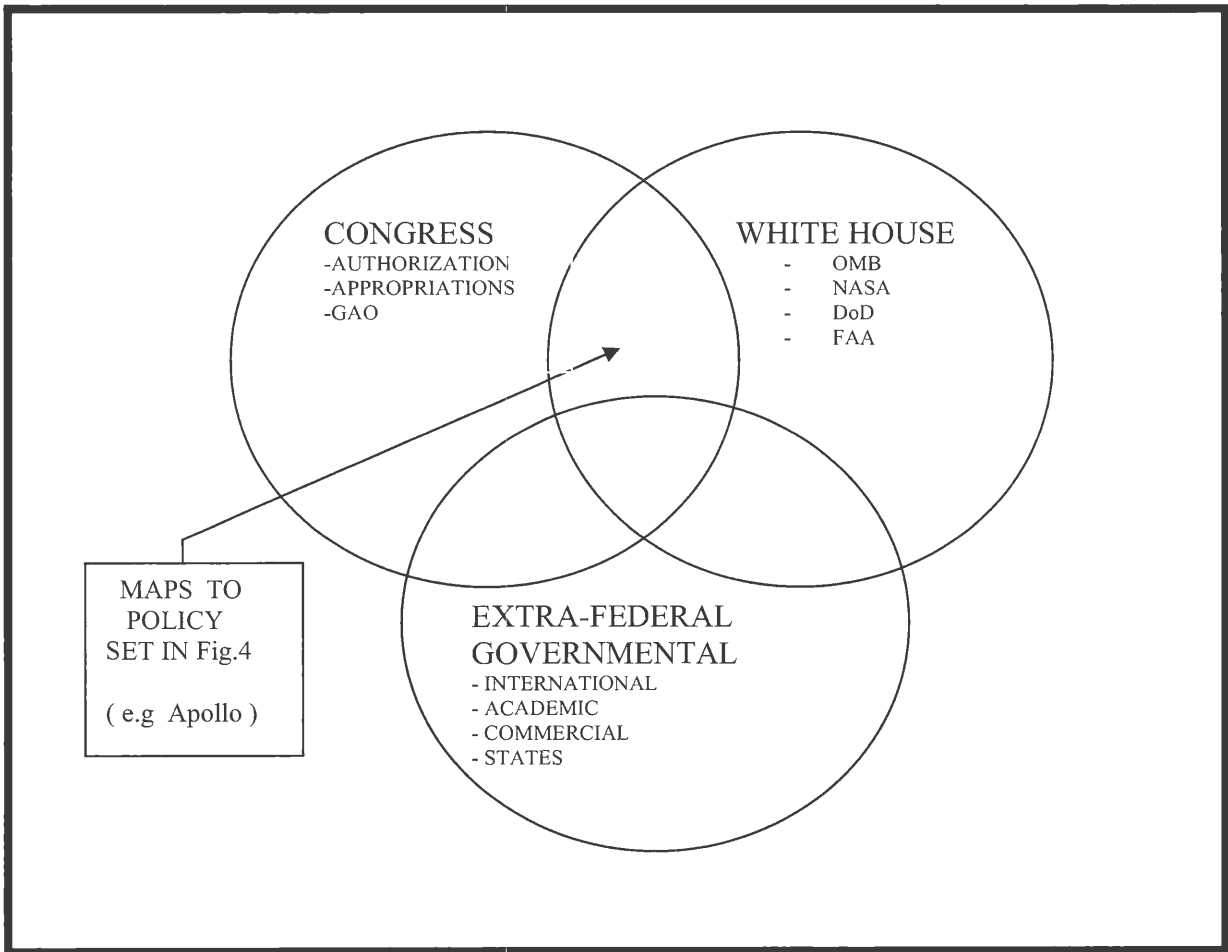 CONGRESS
-AUTHORIZATION
-APPROPRIATIONS
-GAO
WHITE HOUSE
- OMB
- NASA
- DoD
- FAA
MAPS TO
POLICY
SET IN Fig.4
( e.g Apollo )
EXTRA-FEDERAL
GOVERNMENTAL
- INTERNATIONAL
- ACADEMIC
- COMMERCIAL
- STATES